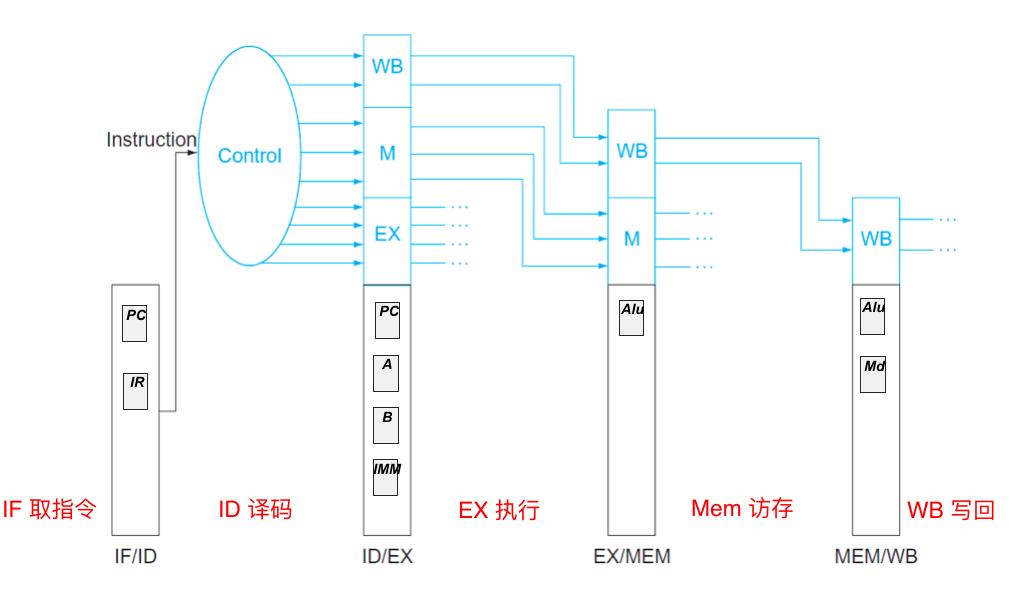 WB
Instruction
Control
M
WB
EX
...
...
...
...
M
...
...
...
WB
...
...
PC
IR
PC
A
B
IMM
Alu
Alu
Md
IF 取指令
ID 译码
EX 执行
Mem 访存
WB 写回
IF/ID
ID/EX
EX/MEM
MEM/WB